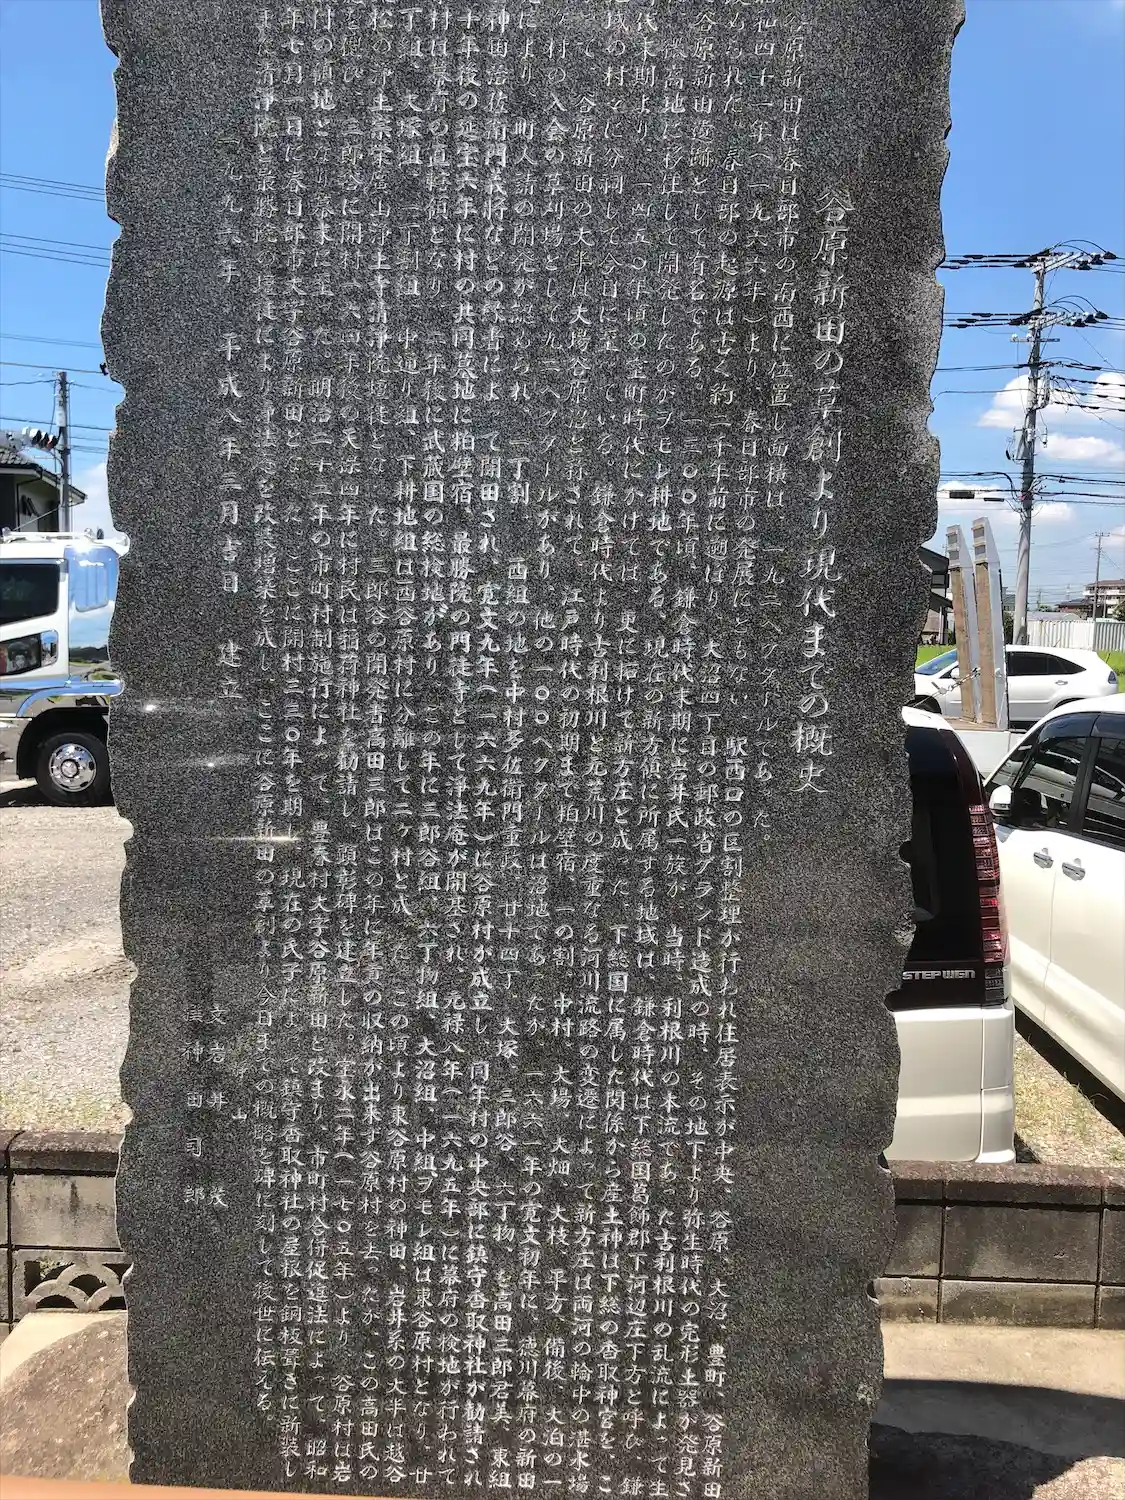 谷原新田の草創より現代までの概史
谷原新田は春日部市の南西に位置し面積は、一九三ヘクタールであった。
四十一年(一九六六年)より、春日部市の発展にともない、駅西口の区割整理が行われ住居表示が中央、谷原、大沼、豊町、谷原新田
改められた。春日部の起源は古く約二千年前に遡ぼり、大沼四丁目の郵政省グランド造成の時、その地下より弥生時代の完形土器が発見さ
谷原新田遺跡として有名である。一三〇〇年頃、鎌倉時代末期に岩井氏一族が、当時、利根川の本流であった古利根川の乱流によって生
高地に移住して開発したのがヲモレ耕地である。現在の新方領に所属する地域は、鎌倉時代は下総国葛飾郡下河辺庄下方と呼び、鎌
代末期より、一四五〇年頃の室町時代にかけては、更に拓けて新方庄と成った。下総国に属した関係から産土神は下総の香取神宮を、こ
域の村々に分祠して今日に至っている。鎌倉時代より古利根川と元荒川の度重なる河川流路の変遷によって新方庄は両河の輪中の湛水場
って、谷原新田の大半は大場谷原沼と称されて、江戸時代の初期まで粕壁宿、一の割、中村、大場、大畑、大枝、平方、備後、大泊の一
ヶ村の入会の草刈場として九三ヘクタールがあり、他の一〇〇ヘクタールは沼地であったが、一六六一年の寛文初年に、徳川幕府の新田
により、町人請の開発が認められ、一丁割、西組の地を中村多佐衛門重政、廿十四丁、大塚、三郎谷、六丁物、を高田三郎君美、東組
神田治佐衛門義将などの縁者によって開田され、寛文九年(一六六九年)に谷原村が成立し、同年村の中央部に鎮守香取神社が勧請され
十年後の延宝六年に村の共同墓地に粕壁宿、最勝院の門徒寺として浄法庵が開基され、元禄八年(一六九五年)に幕府の検地が行われて
村は幕府の直轄領となり、二年後に武蔵国の総検地があり、この年に三郎谷組、六丁物組、大沼組、中組ヲモレ組は東谷原村となり、廿
丁組、大塚組、一丁割組、中通り組、下耕地組は西谷原村に分離して二ヶ村と成った。この頃より東谷原村の神田、岩井系の大半は越谷
松の浄土宗栄広山浄土寺清浄院檀徒となった。三郎谷の開発者高田三郎はこの年に年貢の収納が出来ず谷原村を去ったが、この高田氏の
を偲び、三郎谷に開村の天保四年に村民は稲荷神社を勧請し、顕彰碑を建立した。宝永二年(一七〇五年)より、谷原村は岩
の領地となり幕末に至った。明治二十三年の市町村制施行によって、豊春村大字谷原新田と改まり、市町村合併促進法によって、昭和
年七月一日に春日部市大字谷原新田となった。ここに開村三三〇年を期し現在の氏子によって鎮守香取神社の屋根を銅板葺きに新装し
また清浄院と最勝院の檀徒により浄法庵を改装増築を成し、ここに谷原新田の草創より今日までの概略を碑に刻して後世に伝える。
一九九六年 平成八年三月吉日 建立
文 岩井 茂
神田司郎
STEPWGN